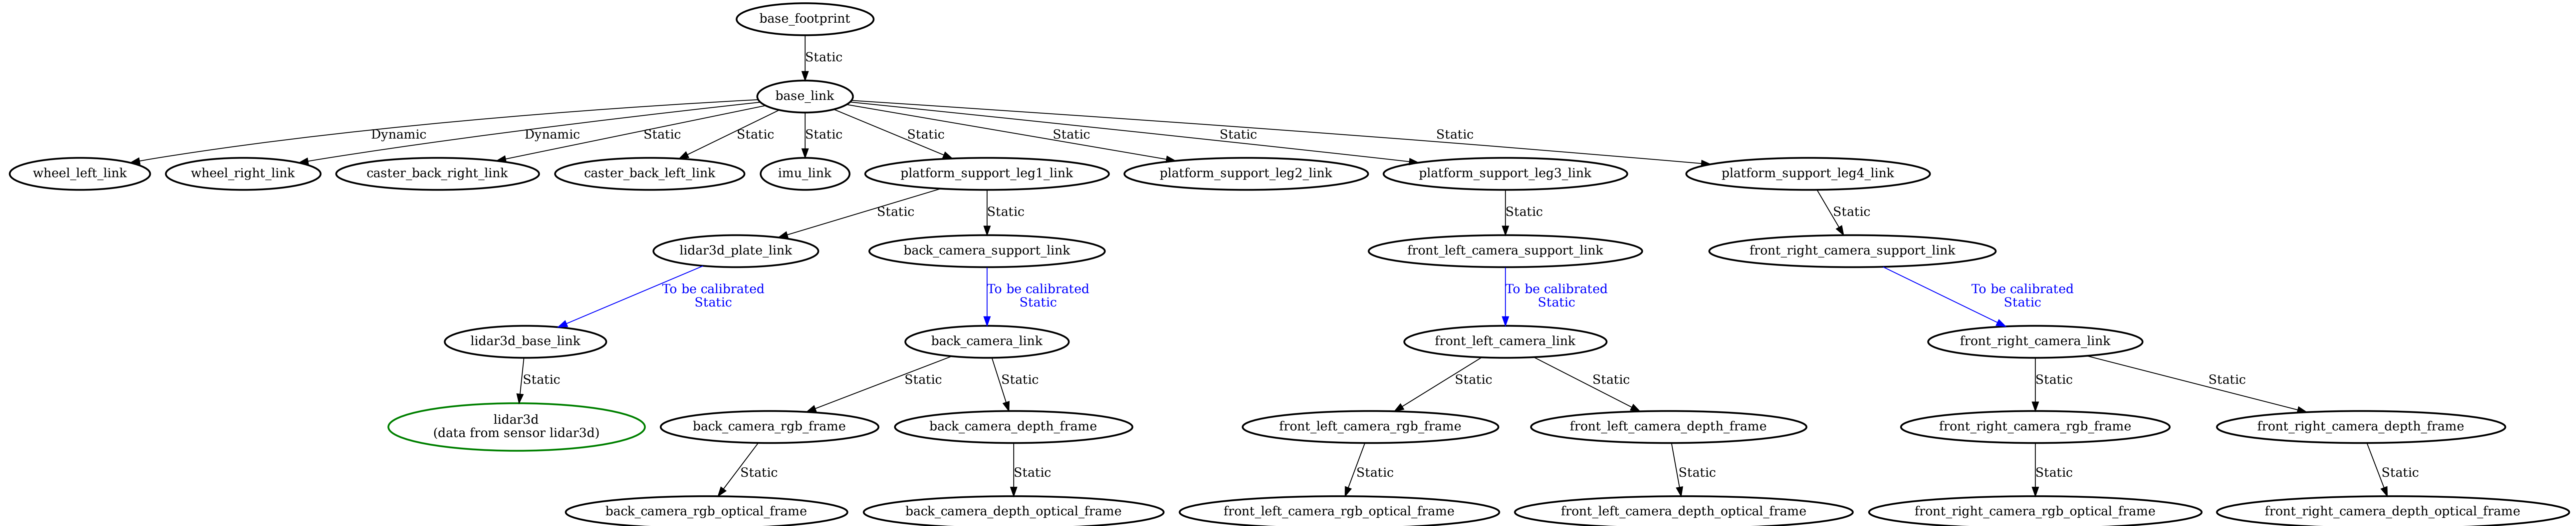 base_footprint
Static
base_link
Dynamic
Dynamic
Static
Static
Static
Static
Static
Static
Static
wheel_left_link
wheel_right_link
caster_back_right_link
caster_back_left_link
imu_link
platform_support_leg1_link
platform_support_leg2_link
platform_support_leg3_link
platform_support_leg4_link
Static
Static
Static
Static
lidar3d_plate_link
back_camera_support_link
front_left_camera_support_link
front_right_camera_support_link
To be calibrated
Static
To be calibrated
Static
To be calibrated
Static
To be calibrated
Static
lidar3d_base_link
back_camera_link
front_left_camera_link
front_right_camera_link
Static
Static
Static
Static
Static
Static
Static
lidar3d
(data from sensor lidar3d)
back_camera_rgb_frame
back_camera_depth_frame
front_left_camera_rgb_frame
front_left_camera_depth_frame
front_right_camera_rgb_frame
front_right_camera_depth_frame
Static
Static
Static
Static
Static
Static
back_camera_rgb_optical_frame
back_camera_depth_optical_frame
front_left_camera_rgb_optical_frame
front_left_camera_depth_optical_frame
front_right_camera_rgb_optical_frame
front_right_camera_depth_optical_frame